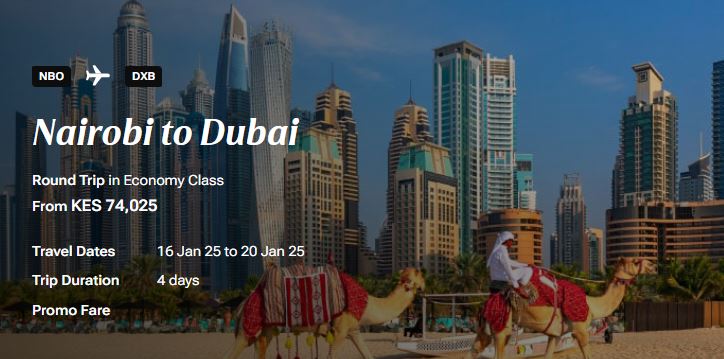 NBO DXB
Nairobi to Dubai
Round Trip in Economy Class
From KES 74,025
Travel Dates 16 Jan 25 to 20 Jan 25
Trip Duration 4 days
Promo Fare